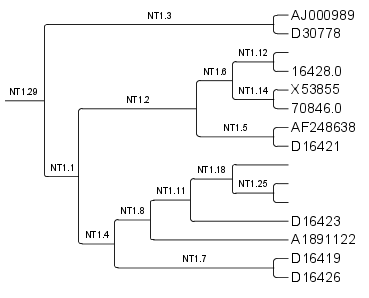 NT1.3
AJ000989
D30778
NT1.12
NT1.6
16428.0
NT1.29
X53855
NT1.14
NT1.2
70846.0
AF248638
NT1.5
D16421
NT1.1
NT1.18
NT1.11
NT1.25
NT1.8
D16423
NT1.4
A1891122
D16419
NT1.7
D16426